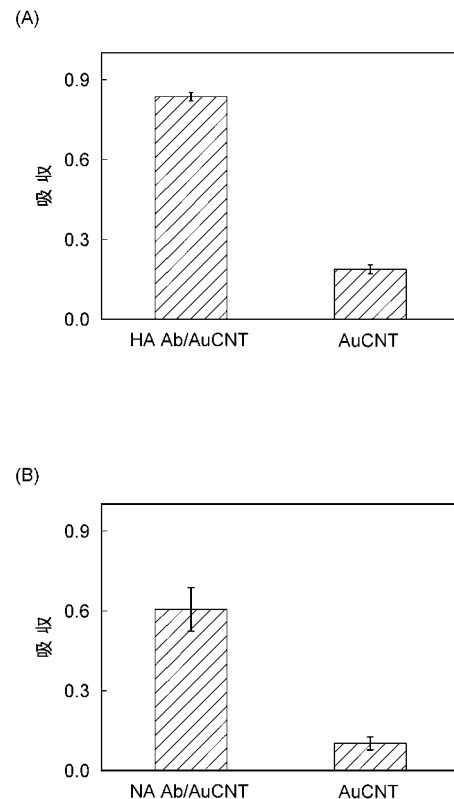 (A)
0.9
0.6
0.3
0.0
吸收
HA Ab/AuCNT AuCNT
(B)
0.9
0.6
0.3
0.0
吸收
NA Ab/AuCNT AuCNT